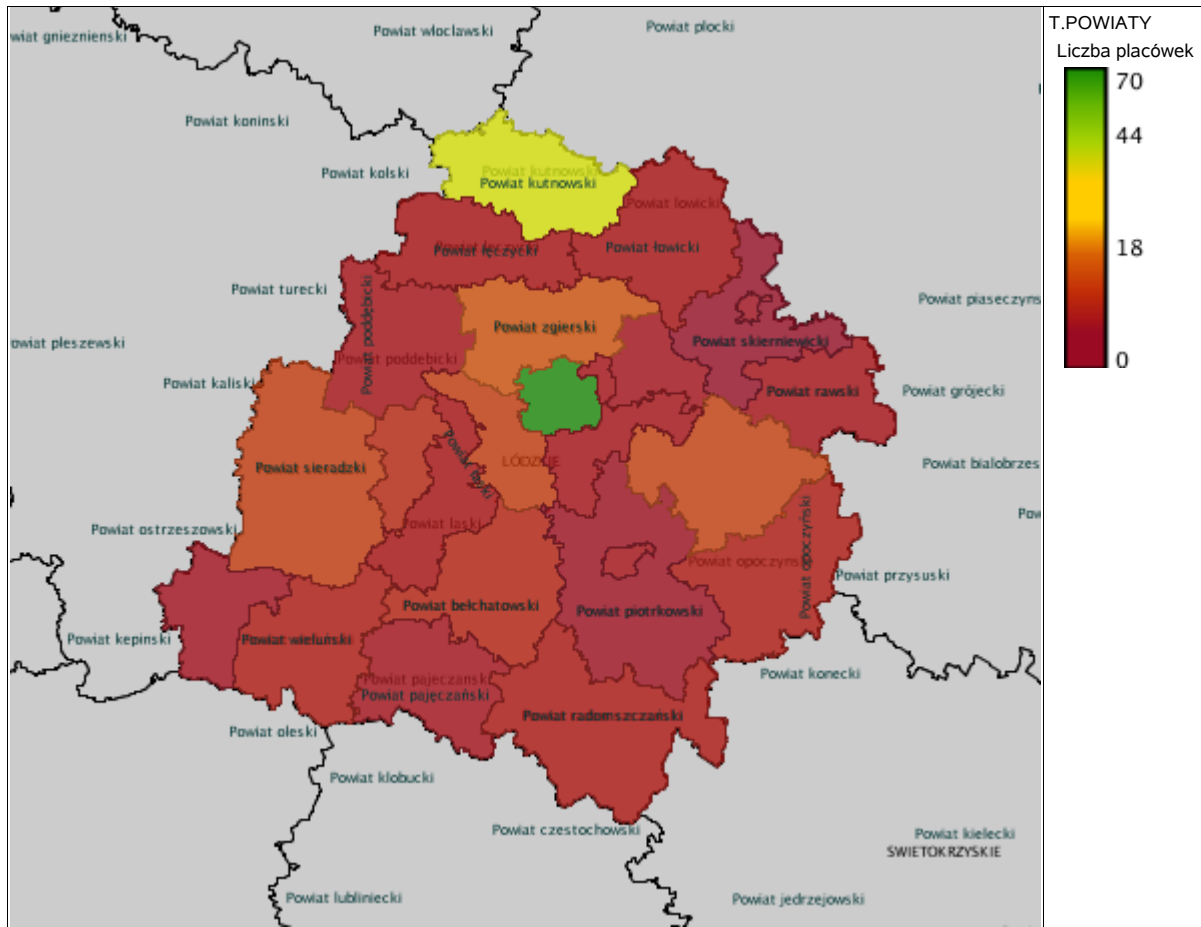 T.POWIATY
Liczba placówek
70
44
18
0
wiat gnieznienski
Powiat wloclawski
Powiat plocki
Powiat koninski
Powiat kolski
Powiat kutnowski
Powiat kutnowski
Powiat lowicki
Powiat łowicki
Powiat łęczycki
Powiat turecki
Powiat poddebicki
Powiat poddebicki
Powiat zgierski
Powiat piaseczyns
Powiat skierniewicki
owiat pleszewski
Powiat kaliski
Powiat rawski
Powiat grójecki
Powiat sieradzki
LÓDZKIE
Powiat bialobrzes
Powiat laski
Pow
Powiat ostrzeszowski
Powiat opoczyns
Powiat opoczyński
Powiat przysuski
Powiat bełchatowski
Powiat piotrkowski
Powiat kepinski
Powiat wieluński
Powiat konecki
Powiat pajeczanski
Powiat pajęczański
Powiat radomszczański
Powiat oleski
Powiat klobucki
Powiat czestochowski
Powiat kielecki
SWIETOKRZYSKIE
Powiat lubliniecki
Powiat jedrzejowski